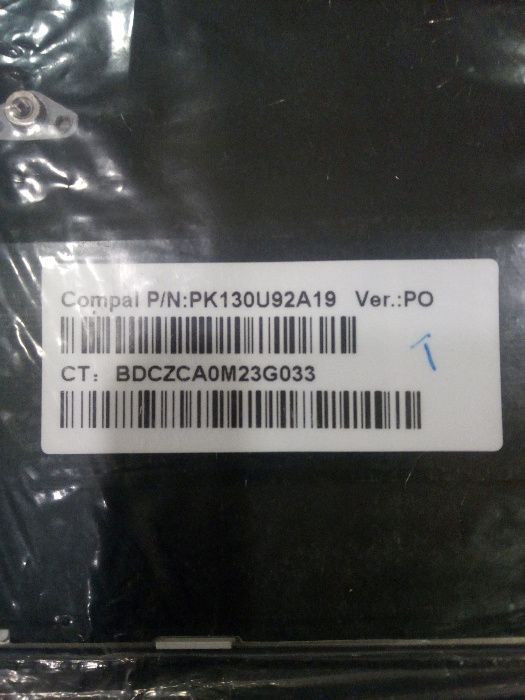 Compal P/N:PK130U92A19 Ver.:PO
CT: BDCZCA0M23G033
T